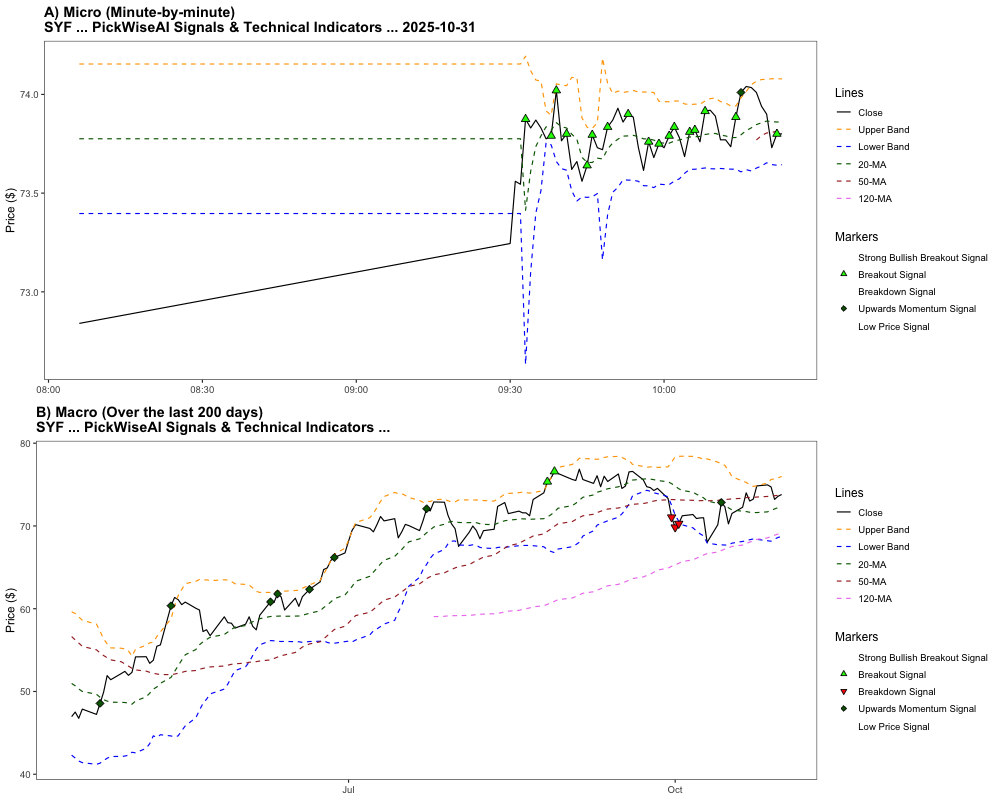 A) Micro (Minute-by-minute)
SYF ... PickWiseAI Signals & Technical Indicators ... 2025-10-31
Price ($)
74.0
73.5
73.0
08:00
08:30
09:00
09:30
10:00
Lines
Close
Upper Band
Lower Band
20-MA
50-MA
120-MA
Markers
Strong Bullish Breakout Signal
Breakout Signal
Breakdown Signal
Upwards Momentum Signal
Low Price Signal
B) Macro (Over the last 200 days)
SYF ... PickWiseAI Signals & Technical Indicators ...
Price ($)
80
70
60
50
40
Jul
Oct
Lines
Close
Upper Band
Lower Band
20-MA
50-MA
120-MA
Markers
Strong Bullish Breakout Signal
Breakout Signal
Breakdown Signal
Upwards Momentum Signal
Low Price Signal